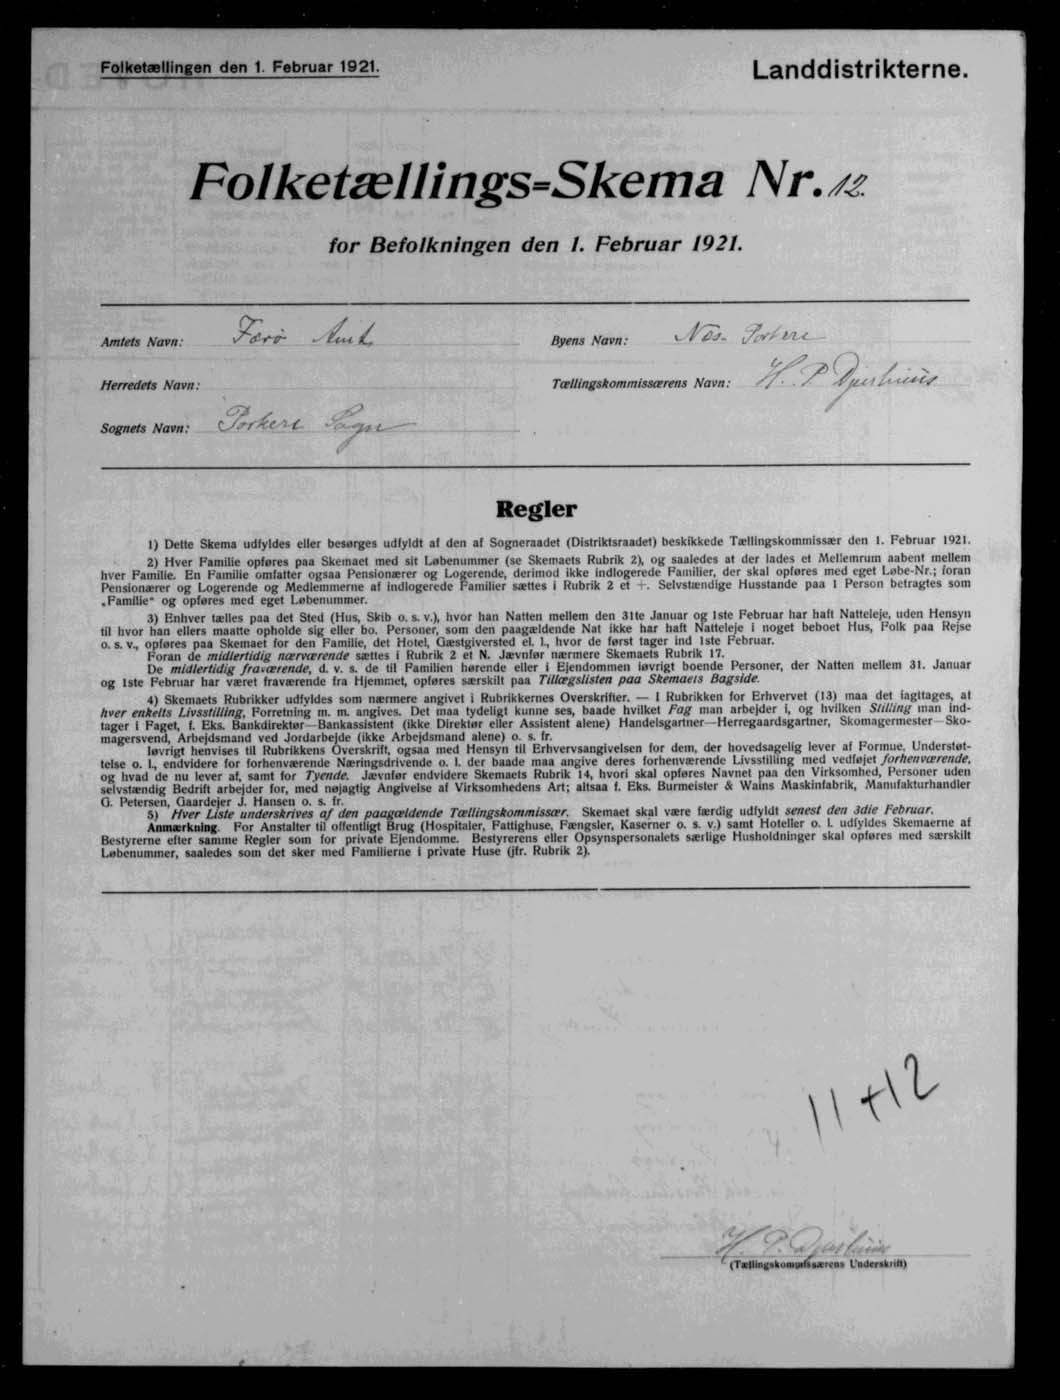 Folketællingen den 1. Februar 1921.
Landdistrikterne.
Folketællings=Skema Nr. 12.
for Befolkningen den 1. Februar 1921.
Amtets Navn: Færø Amt
Byens Navn: Næs- Porkere
Herredets Navn:
Tællingskommissærens Navn: H. P. Djurhuus
Sognets Navn: Porkere Sogn
Regler
1) Dette Skema udfyldes eller besørges udfyldt af den af Sogneraadet (Distriktsraadet) beskikkede Tællingskommissær den 1. Februar 1921.
2) Hver Familie opføres paa Skemaet med sit Løbenummer (se Skemaets Rubrik 2), og saaledes at der lades et Mellemrum aabent mellem
hver Familie. En Familie omfatter ogsaa Pensionærer og Logerende, derimod ikke indlogerede Familier, der skal opføres med eget Løbe-Nr.; foran
Pensionærer og Logerende og Medlemmerne af indlogerede Familier sættes i Rubrik 2 et +. Selvstændige Husstande paa 1 Person betragtes som
„Familie“ og opføres med eget Løbenummer.
3) Enhver tælles paa det Sted (Hus, Skib o. s. v.), hvor han Natten mellem den 31te Januar og 1ste Februar har haft Natteleje, uden Hensyn
til hvor han ellers maatte opholde sig eller bo. Personer, som den paagældende Nat ikke har haft Natteleje i noget beboet Hus, Folk paa Rejse
o. s. v., opføres paa Skemaet for den Familie, det Hotel, Gæstgiversted el. l., hvor de først tager ind 1ste Februar.
Foran de midlertidig nærværende sættes i Rubrik 2 et N. Jævnfør nærmere Skemaets Rubrik 17.
De midlertidig fraværende, d. v. s. de til Familien hørende eller i Ejendommen iøvrigt boende Personer, der Natten mellem 31. Januar
og 1ste Februar har været fraværende fra Hjemmet, opføres særskilt paa Tillægslisten paa Skemaets Bagside.
4) Skemaets Rubrikker udfyldes som nærmere angivet i Rubrikkernes Overskrifter. — I Rubrikken for Erhvervet (13) maa det iagttages, at
hver enkelts Livsstilling, Forretning m. m. angives. Det maa tydeligt kunne ses, baade hvilket Fag man arbejder i, og hvilken Stilling man ind-
tager i Faget, f. Eks. Bankdirektør—Bankassistent (ikke Direktør eller Assistent alene) Handelsgartner—Herregaardsgartner, Skomagermester—Sko-
magersvend, Arbejdsmand ved Jordarbejde (ikke Arbejdsmand alene) o. s. fr.
Iøvrigt henvises til Rubrikkens Overskrift, ogsaa med Hensyn til Erhvervsangivelsen for dem, der hovedsagelig lever af Formue, Understøt-
telse o. l., endvidere for forhenværende Næringsdrivende o. l. der baade maa angive deres forhenværende Livsstilling med vedføjet forhenværende,
og hvad de nu lever af, samt for Tyende. Jævnfør endvidere Skemaets Rubrik 14, hvori skal opføres Navnet paa den Virksomhed, Personer uden
selvstændig Bedrift arbejder for, med nøjagtig Angivelse af Virksomhedens Art; altsaa f. Eks. Burmeister & Wains Maskinfabrik, Manufakturhandler
G. Petersen, Gaardejer J. Hansen o. s. fr.
5) Hver Liste underskrives af den paagældende Tællingskommissær. Skemaet skal være færdig udfyldt senest den 3die Februar.
Anmærkning. For Anstalter til offentligt Brug (Hospitaler, Fattighuse, Fængsler, Kaserner o. s. v.) samt Hoteller o. l. udfyldes Skemaerne af
Bestyrerne efter samme Regler som for private Ejendomme. Bestyrerens eller Opsynspersonalets særlige Husholdninger skal opføres med særskilt
Løbenummer, saaledes som det sker med Familierne i private Huse (jfr. Rubrik 2).
11+12
H. P. Djurhuus
(Tællingskommissærens Underskrift)